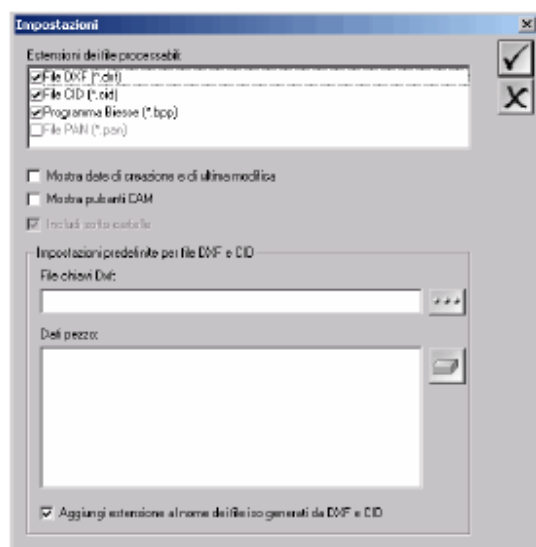 Impostazioni
Estensioni dei file processabili:
File DXF (*.dxf)
File CID (*.cid)
Programma Biesse (*.bpp)
File PAN (*.pan)
Mostra date di creazione e di ultima modifica
Mostra pulsanti CAM
Includi sotto-cartelle
Impostazioni predefinite per file DXF e CID
File chiavi Dxf:
Dati pezzo:
Aggiungi estensione al nome dei file iso generati da DXF e CID